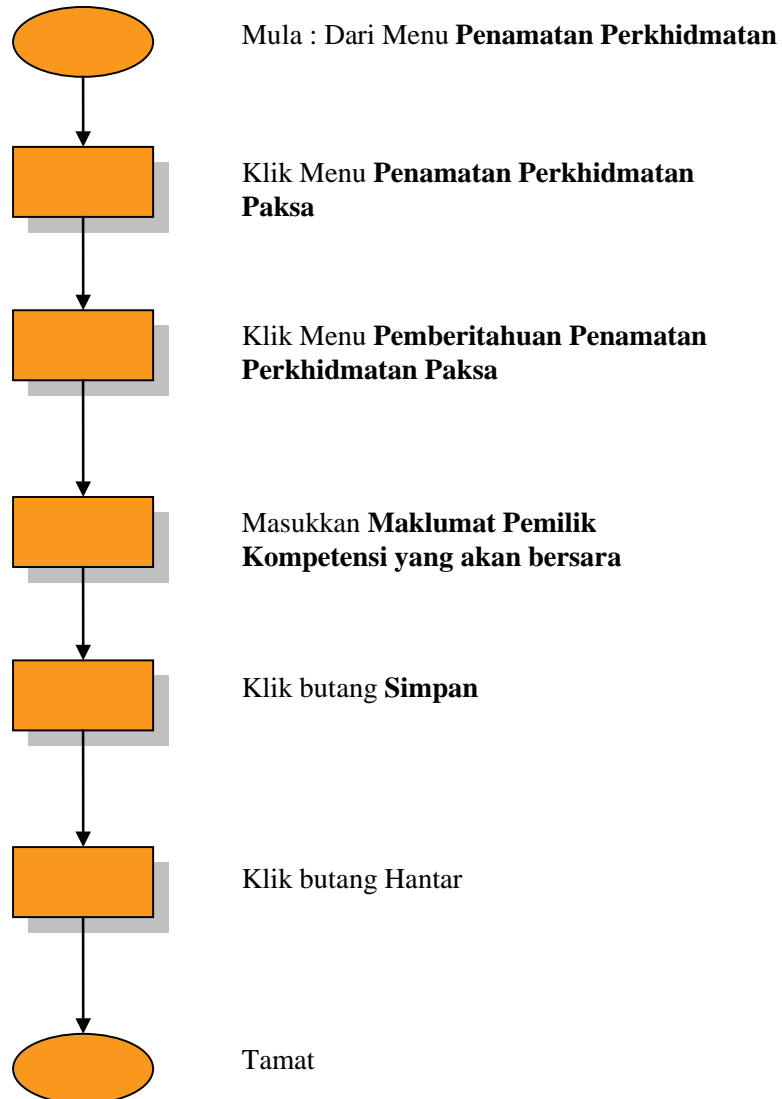 Mula : Dari Menu Penamatan Perkhidmatan
Klik Menu Penamatan Perkhidmatan
Paksa
Klik Menu Pemberitahuan Penamatan
Perkhidmatan Paksa
Masukkan Maklumat Pemilik
Kompetensi yang akan bersara
Klik butang Simpan
Klik butang Hantar
Tamat